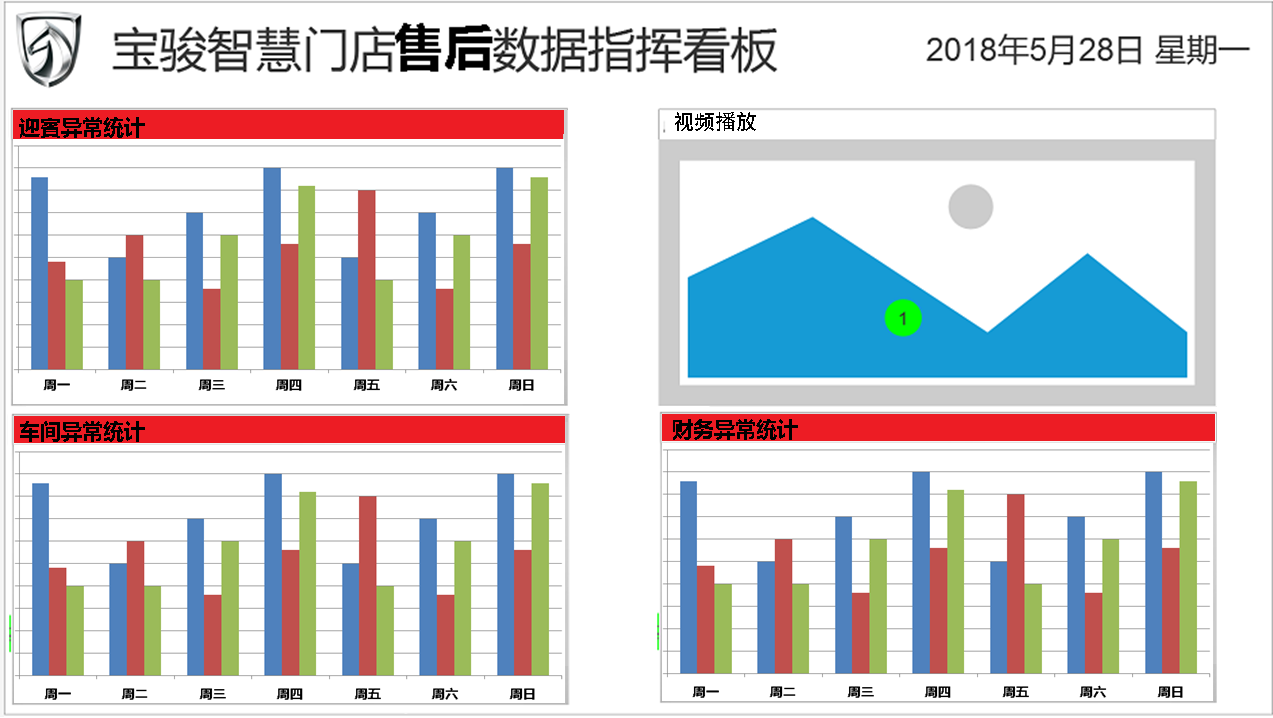 宝骏智慧门店售后数据指挥看板
2018年5月28日 星期一
迎賓异常统计
周一 周二 周三 周四 周五 周六 周日
视频播放
1
车间异常统计
周一 周二 周三 周四 周五 周六 周日
财务异常统计
周一 周二 周三 周四 周五 周六 周日